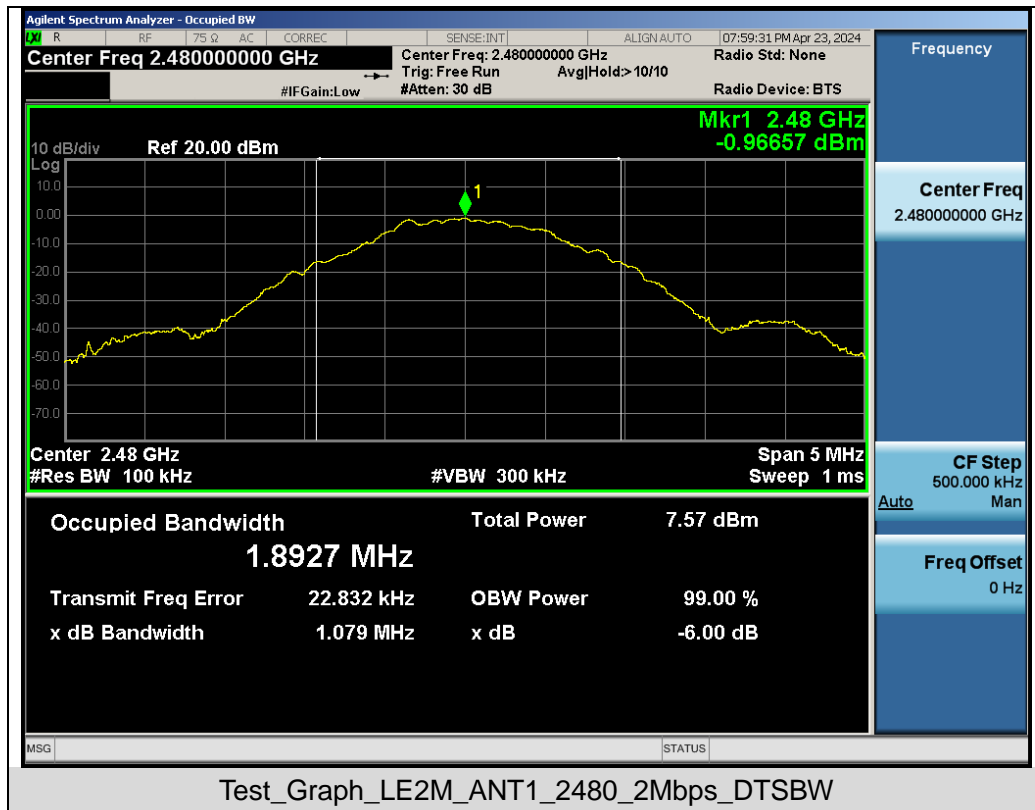 Agilent Spectrum Analyzer - Occupied BW
LXI R RF 75 Ω AC CORREC SENSE:INT ALIGN AUTO 07:59:31 PM Apr 23, 2024
Center Freq 2.480000000 GHz
Center Freq: 2.480000000 GHz
Radio Std: None
Trig: Free Run Avg|Hold:> 10/10
#IFGain:Low #Atten: 30 dB Radio Device: BTS
Mkr1 2.48 GHz
-0.96657 dBm
10 dB/div Ref 20.00 dBm
Log
10.0
1
0.00
-10.0
-20.0
-30.0
-40.0
-50.0
-60.0
-70.0
Center 2.48 GHz Span 5 MHz
#Res BW 100 kHz #VBW 300 kHz Sweep 1 ms
Occupied Bandwidth Total Power 7.57 dBm
1.8927 MHz
Transmit Freq Error 22.832 kHz OBW Power 99.00 %
x dB Bandwidth 1.079 MHz x dB -6.00 dB
MSG STATUS
Frequency
Center Freq
2.480000000 GHz
CF Step
500.000 kHz
Auto Man
Freq Offset
0 Hz
Test_Graph_LE2M_ANT1_2480_2Mbps_DTSBW